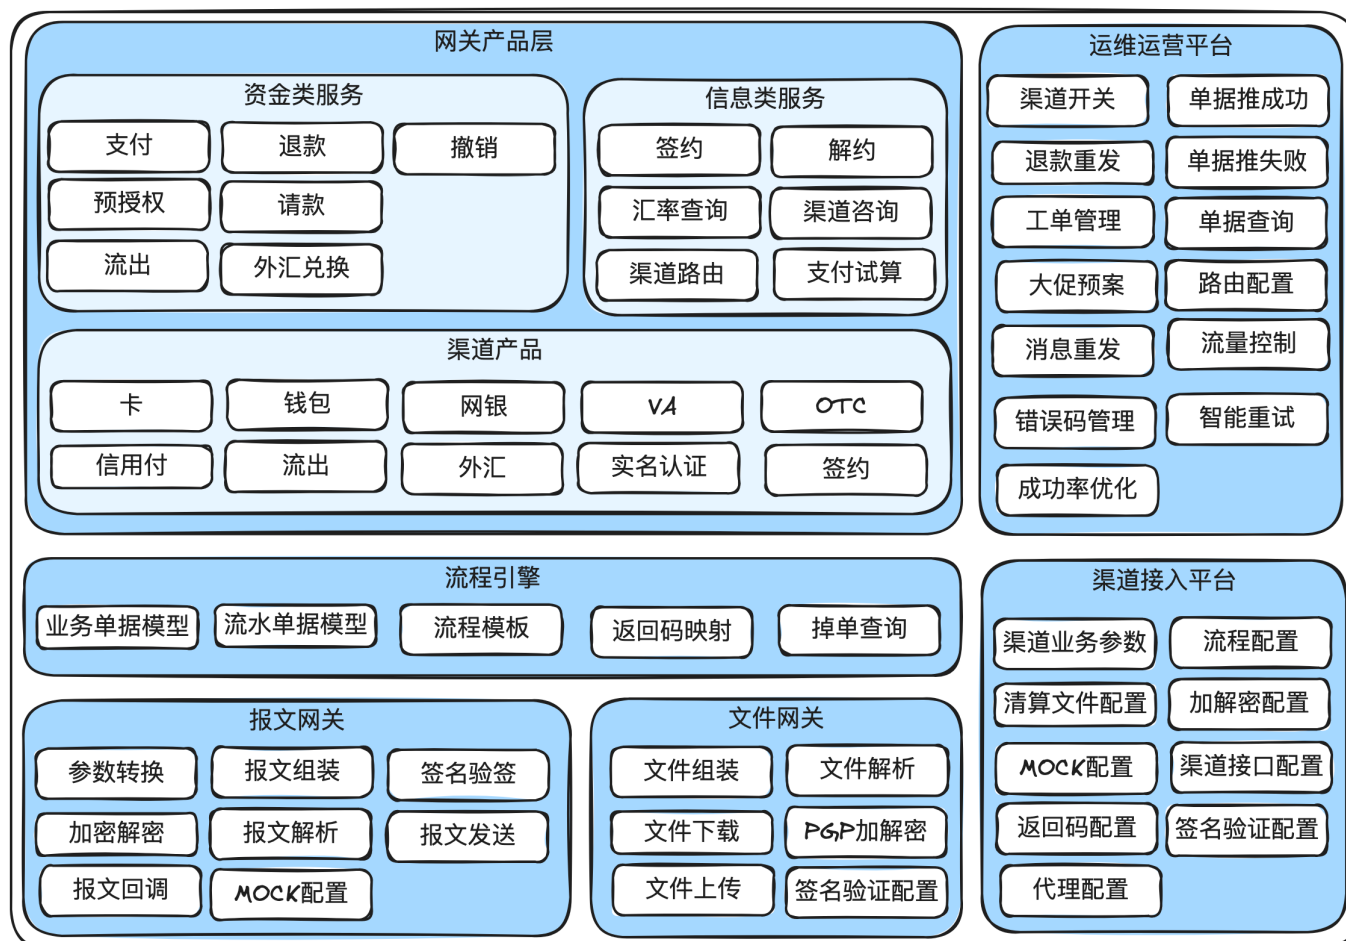 网关产品层
资金类服务
支付
退款
撤销
预授权
请款
流出
外汇兑换
信息类服务
签约
解约
汇率查询
渠道咨询
渠道路由
支付试算
渠道产品
卡
钱包
网银
VA
OTC
信用付
流出
外汇
实名认证
签约
运维运营平台
渠道开关
单据推成功
退款重发
单据推失败
工单管理
单据查询
大促预案
路由配置
消息重发
流量控制
错误码管理
智能重试
成功率优化
流程引擎
业务单据模型
流水单据模型
流程模板
返回码映射
掉单查询
渠道接入平台
渠道业务参数
流程配置
清算文件配置
加解密配置
MOCK配置
渠道接口配置
返回码配置
签名验证配置
代理配置
报文网关
参数转换
报文组装
签名验签
加密解密
报文解析
报文发送
报文回调
MOCK配置
文件网关
文件组装
文件解析
文件下载
PGP加解密
文件上传
签名验证配置